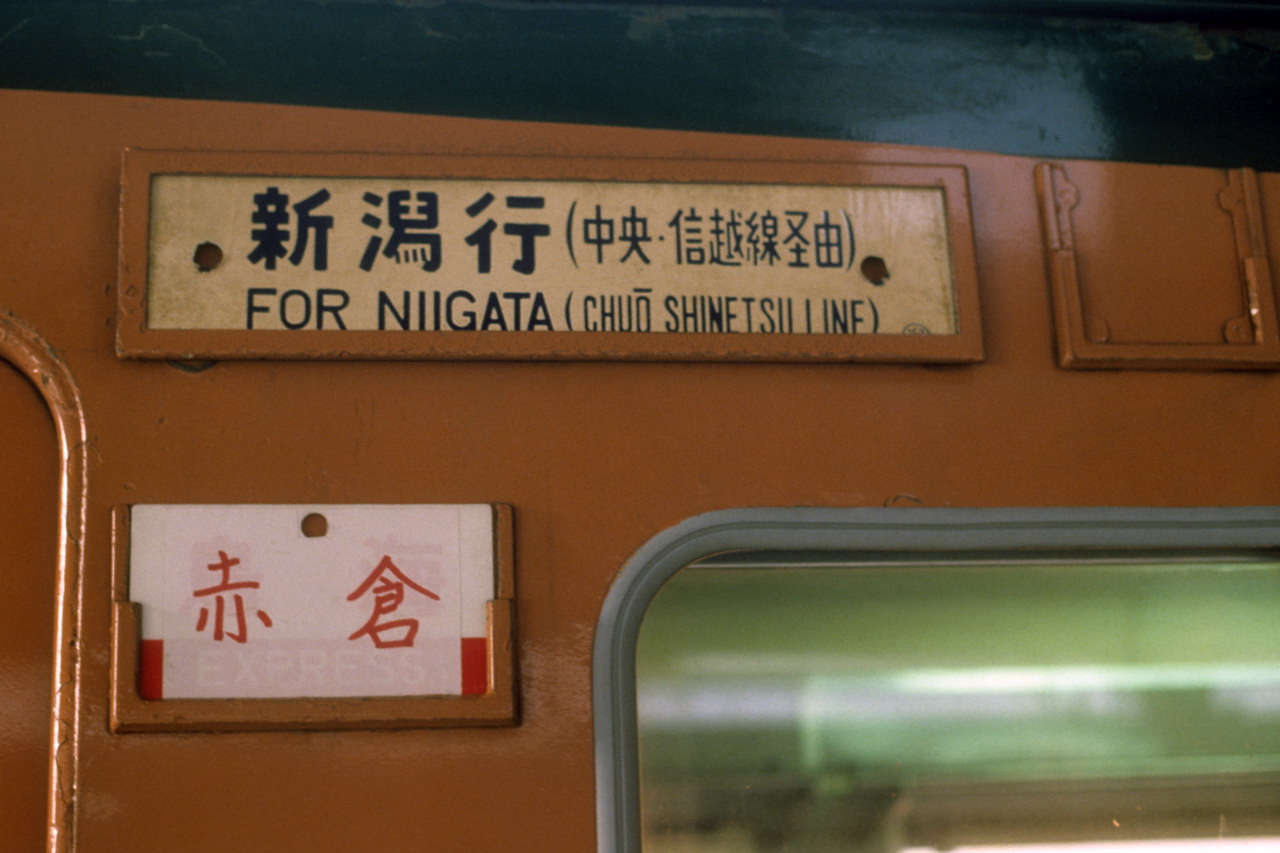 新潟行(中央·信越線経由)
FOR NIIGATA (CHUŌ SHINETSU LINE)
赤倉
EXPRESS